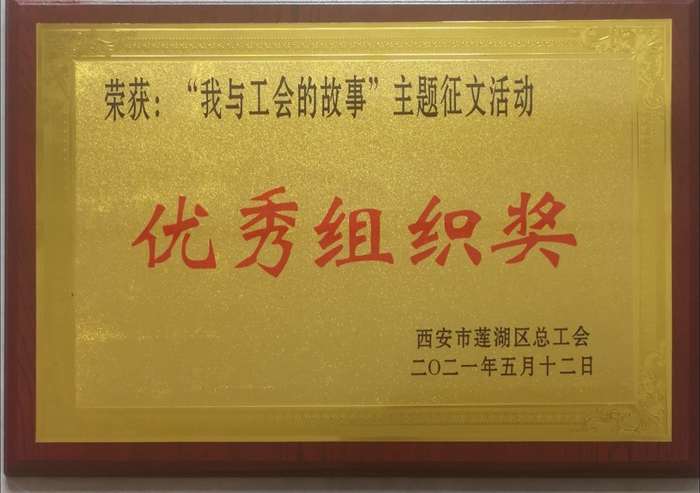 荣获：“我与工会的故事”主题征文活动
优秀组织奖
西安市莲湖区总工会
二〇二一年五月十二日